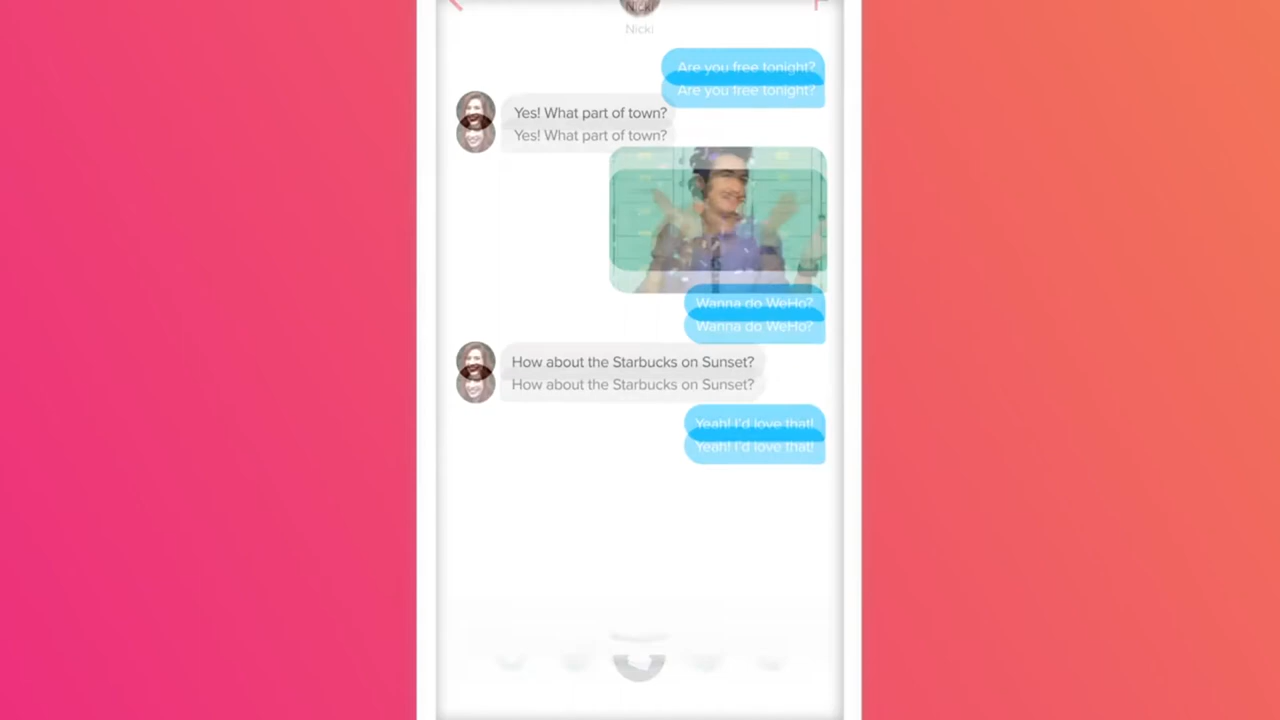 Nicki
Are you free tonight?
Are you free tonight?
Yes! What part of town?
Yes! What part of town?
Wanna do WeHo?
Wanna do WeHo?
How about the Starbucks on Sunset?
How about the Starbucks on Sunset?
Yeah! I'd love that!
Yeah! I'd love that!